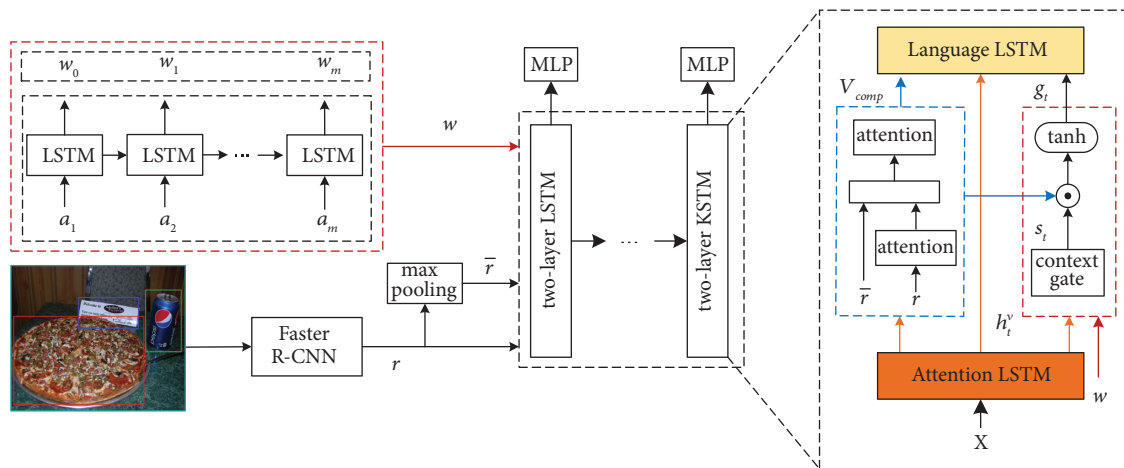 w0 w1 wm
LSTM LSTM ... LSTM
a1 a2 am
w
MLP MLP
two-layer LSTM ... two-layer KSTM
max
pooling
r̅
Faster
R-CNN
r
Language LSTM
Vcomp
gt
attention
tanh
st
attention
context
gate
r̅ r
htv
Attention LSTM
w
X